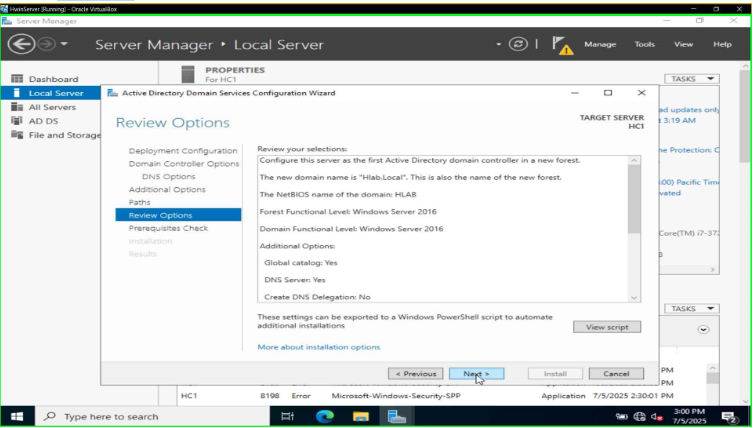 HwinServer [Running] - Oracle VirtualBox
Server Manager
Server Manager • Local Server
Manage Tools View Help
Dashboard
Local Server
All Servers
AD DS
File and Storage
PROPERTIES
For HC1
TASKS
Active Directory Domain Services Configuration Wizard
Review Options
TARGET SERVER
HC1
Deployment Configuration
Domain Controller Options
DNS Options
Additional Options
Paths
Review Options
Prerequisites Check
Installation
Results
Review your selections:
Configure this server as the first Active Directory domain controller in a new forest.
The new domain name is "Hlab.Local". This is also the name of the new forest.
The NetBIOS name of the domain: HLAB
Forest Functional Level: Windows Server 2016
Domain Functional Level: Windows Server 2016
Additional Options:
Global catalog: Yes
DNS Server: Yes
Create DNS Delegation: No
These settings can be exported to a Windows PowerShell script to automate
additional installations
View script
More about installation options
< Previous
Next >
Install
Cancel
ad updates only
3:19 AM
me Protection: C
00) Pacific Time
vated
Core(TM) i7-37
TASKS
PM
PM
HC1 8198 Error Microsoft-Windows-Security-SPP Application 7/5/2025 2:30:01 PM
Type here to search
3:00 PM
7/5/2025